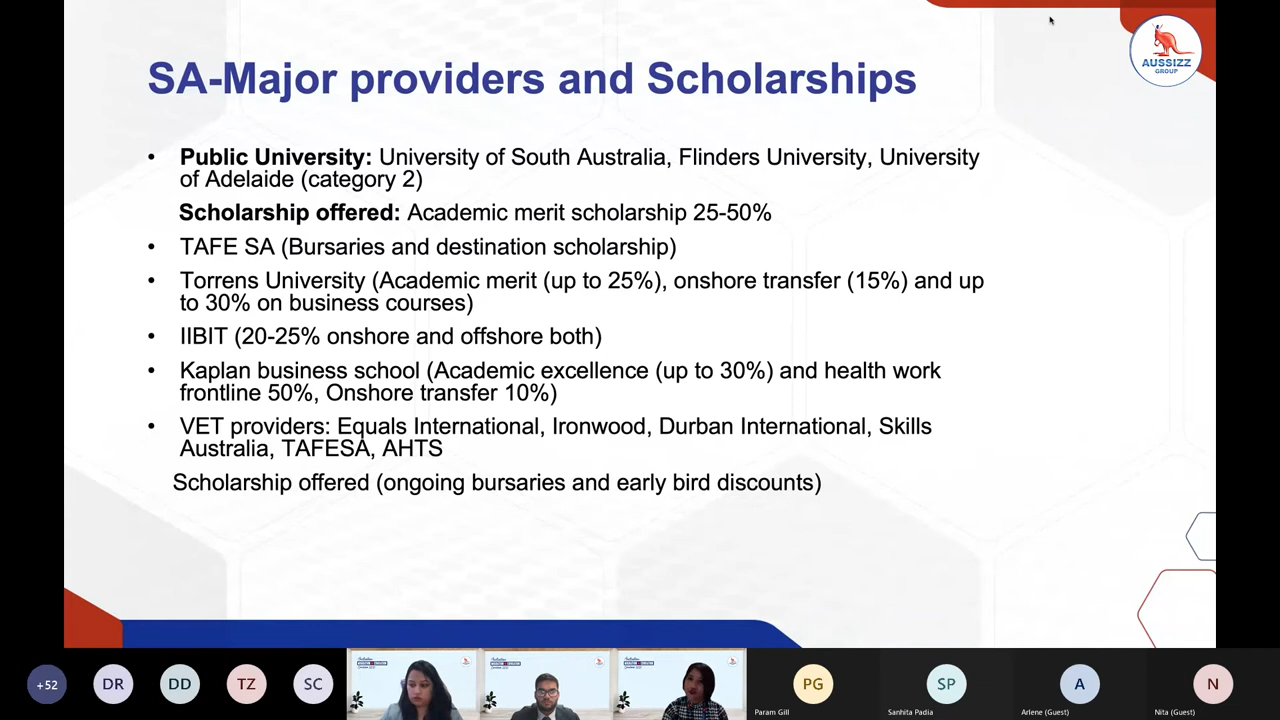 SA-Major providers and Scholarships
AUSSIZZ
GROUP
• Public University: University of South Australia, Flinders University, University
of Adelaide (category 2)
Scholarship offered: Academic merit scholarship 25-50%
• TAFE SA (Bursaries and destination scholarship)
• Torrens University (Academic merit (up to 25%), onshore transfer (15%) and up
to 30% on business courses)
• IIBIT (20-25% onshore and offshore both)
• Kaplan business school (Academic excellence (up to 30%) and health work
frontline 50%, Onshore transfer 10%)
• VET providers: Equals International, Ironwood, Durban International, Skills
Australia, TAFESA, AHTS
Scholarship offered (ongoing bursaries and early bird discounts)
+52
DR
DD
TZ
SC
PG
SP
A
N
Param Gill
Sanhita Padia
Arlene (Guest)
Nita (Guest)